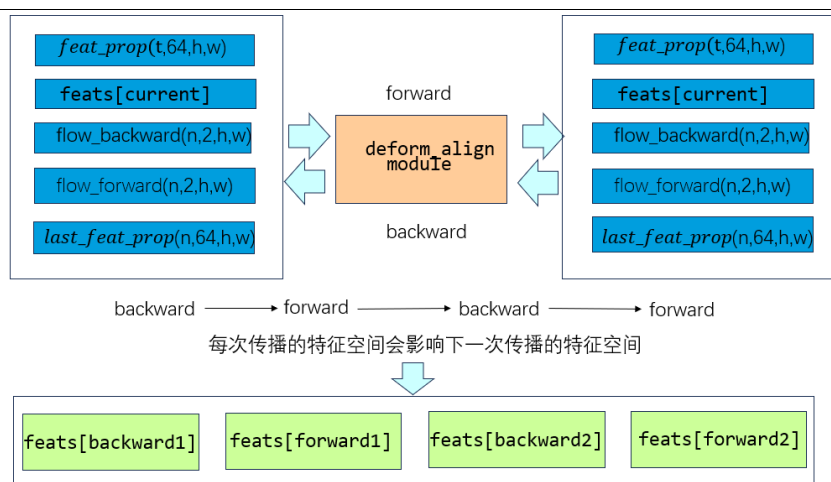 feat_prop(t,64,h,w)
feats[current]
flow_backward(n,2,h,w)
flow_forward(n,2,h,w)
last_feat_prop(n,64,h,w)
forward
deform_align
module
backward
feat_prop(t,64,h,w)
feats[current]
flow_backward(n,2,h,w)
flow_forward(n,2,h,w)
last_feat_prop(n,64,h,w)
backward forward backward forward
每次传播的特征空间会影响下一次传播的特征空间
feats[backward1] feats[forward1] feats[backward2] feats[forward2]